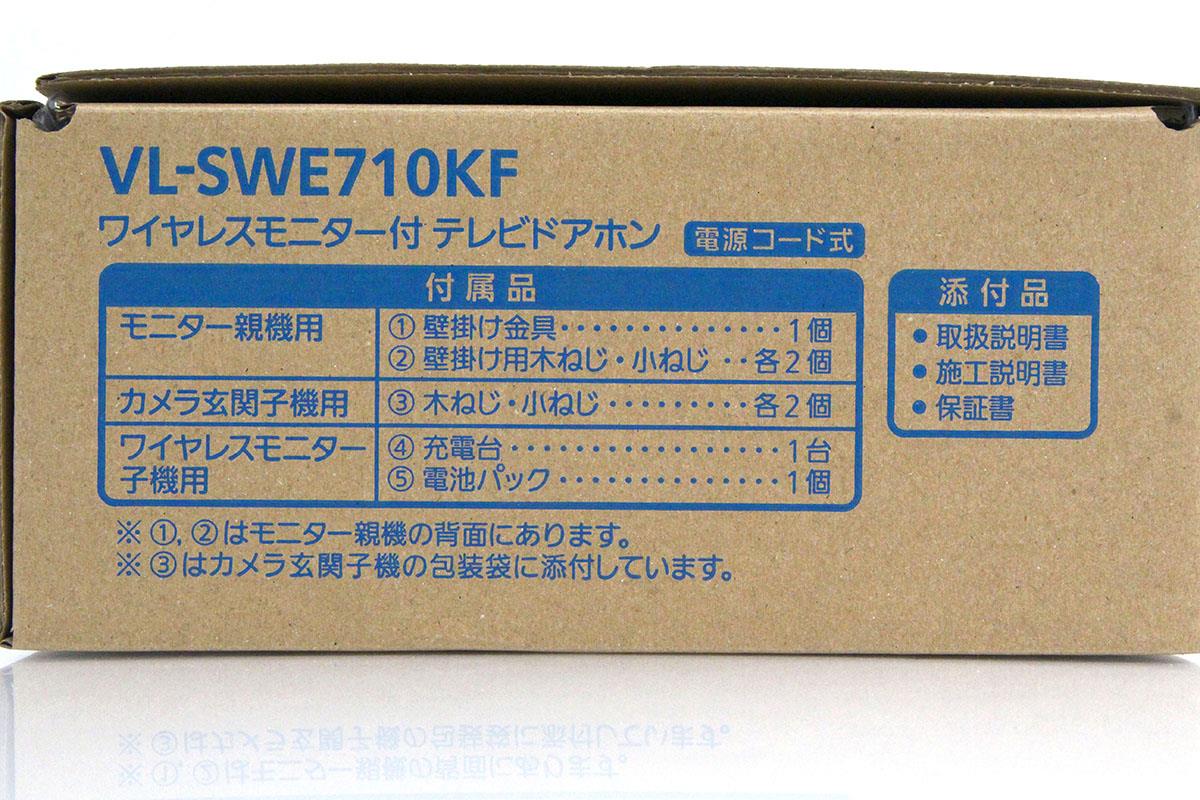 VL-SWE710KF
ワイヤレスモニター付 テレビドアホン 電源コード式
付属品
モニター親機用
① 壁掛け金具・・・・・・・・・・・・・・1個
② 壁掛け用木ねじ・小ねじ・・各2個
カメラ玄関子機用
③ 木ねじ・小ねじ・・・・・・・・・各2個
ワイヤレスモニター
子機用
④ 充電台・・・・・・・・・・・・・・・・・1台
⑤ 電池パック・・・・・・・・・・・・・・1個
※ ①, ②はモニター親機の背面にあります。
※ ③はカメラ玄関子機の包装袋に添付しています。
添付品
● 取扱説明書
● 施工説明書
● 保証書